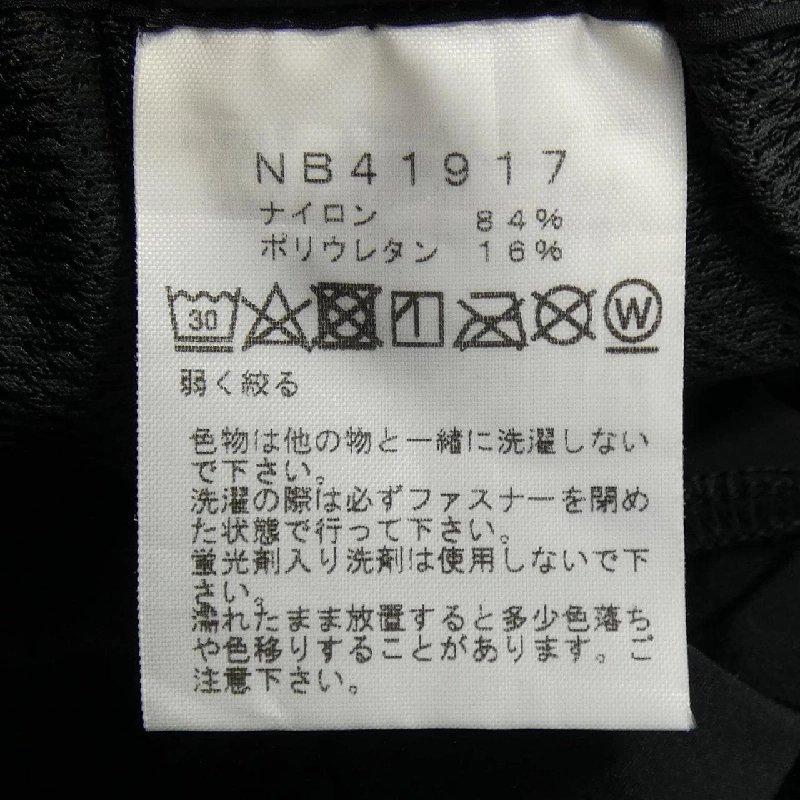 NB41917
ナイロン 84%
ポリウレタン 16%
30 W
弱く絞る
色物は他の物と一緒に洗濯しない
で下さい。
洗濯の際は必ずファスナーを閉め
た状態で行って下さい。
蛍光剤入り洗剤は使用しないで下
さい。
濡れたまま放置すると多少色落ち
や色移りすることがあります。ご
注意下さい。